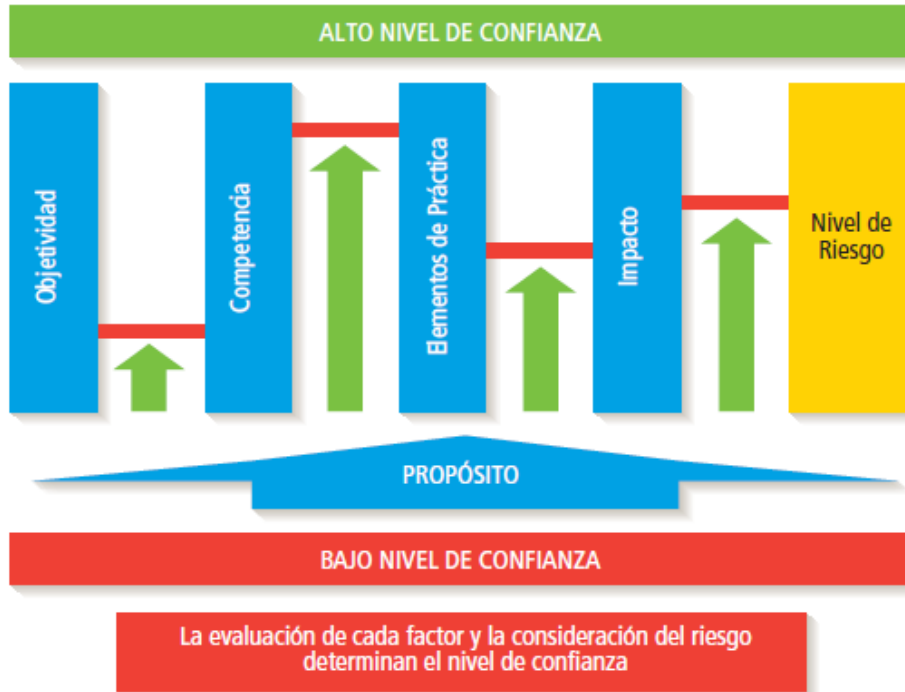 ALTO NIVEL DE CONFIANZA
Objetividad
Competencia
Elementos de Práctica
Impacto
Nivel de
Riesgo
PROPÓSITO
BAJO NIVEL DE CONFIANZA
La evaluación de cada factor y la consideración del riesgo
determinan el nivel de confianza